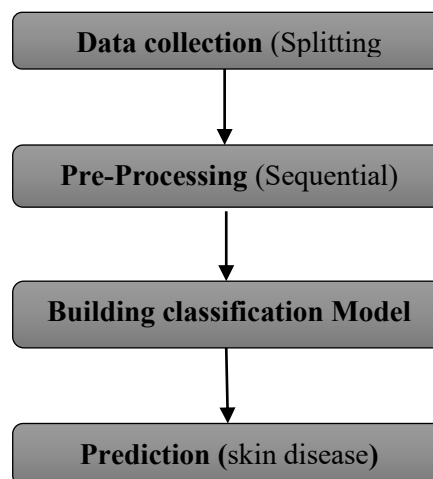 Data collection (Splitting
Pre-Processing (Sequential)
Building classification Model
Prediction (skin disease)